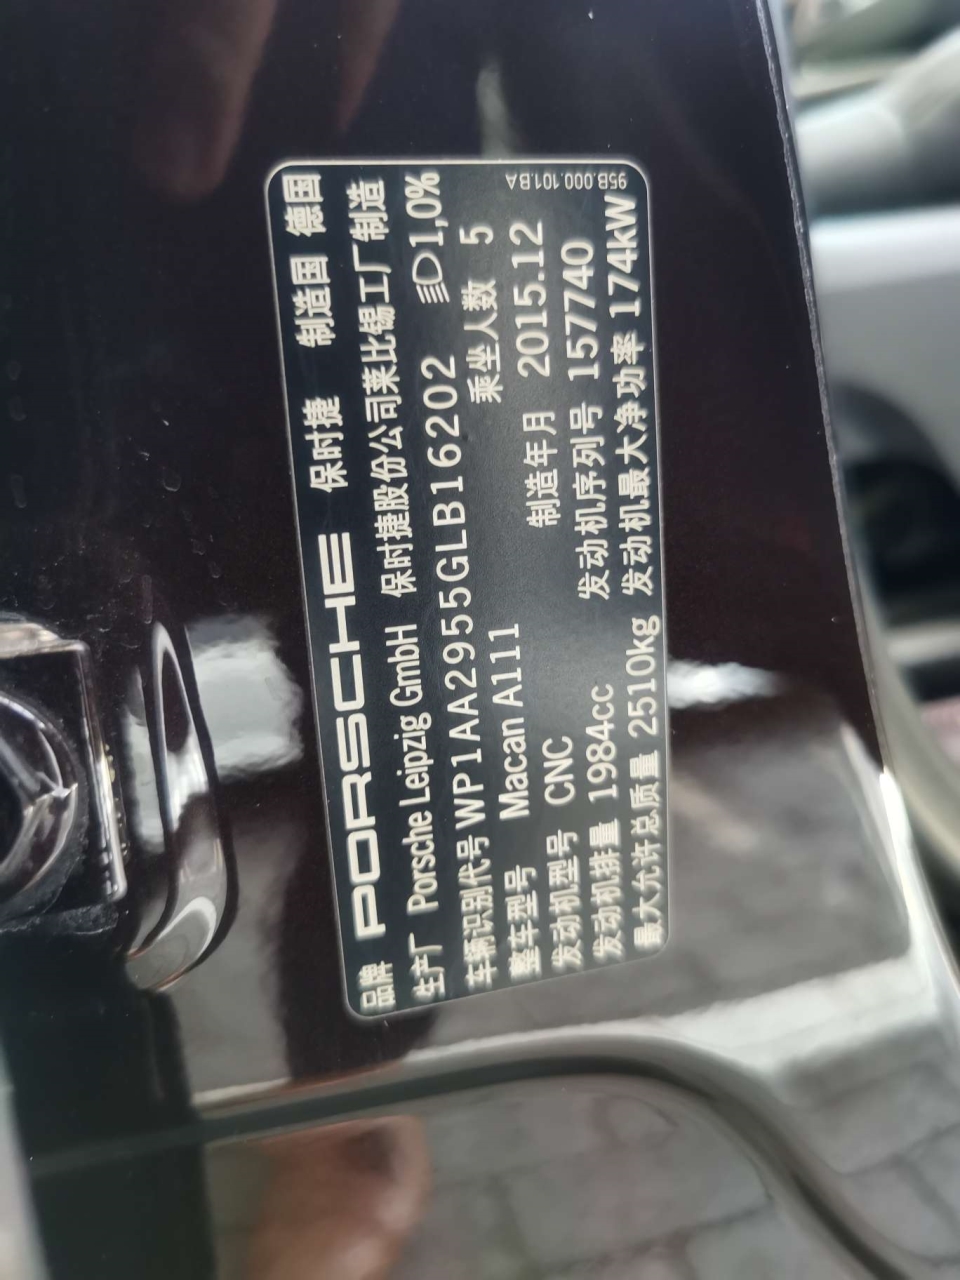 品牌 PORSCHE 保时捷 制造国 德国
生产厂 Porsche Leipzig GmbH 保时捷股份公司莱比锡工厂制造
车辆识别代号 WP1AA2955GLB16202 1,0%
整车型号 Macan A111 乘坐人数 5
发动机型号 CNC 制造年月 2015.12
发动机排量 1984cc 发动机序列号 157740
最大允许总质量 2510kg 发动机最大净功率 174kW
95B.000.101.BA